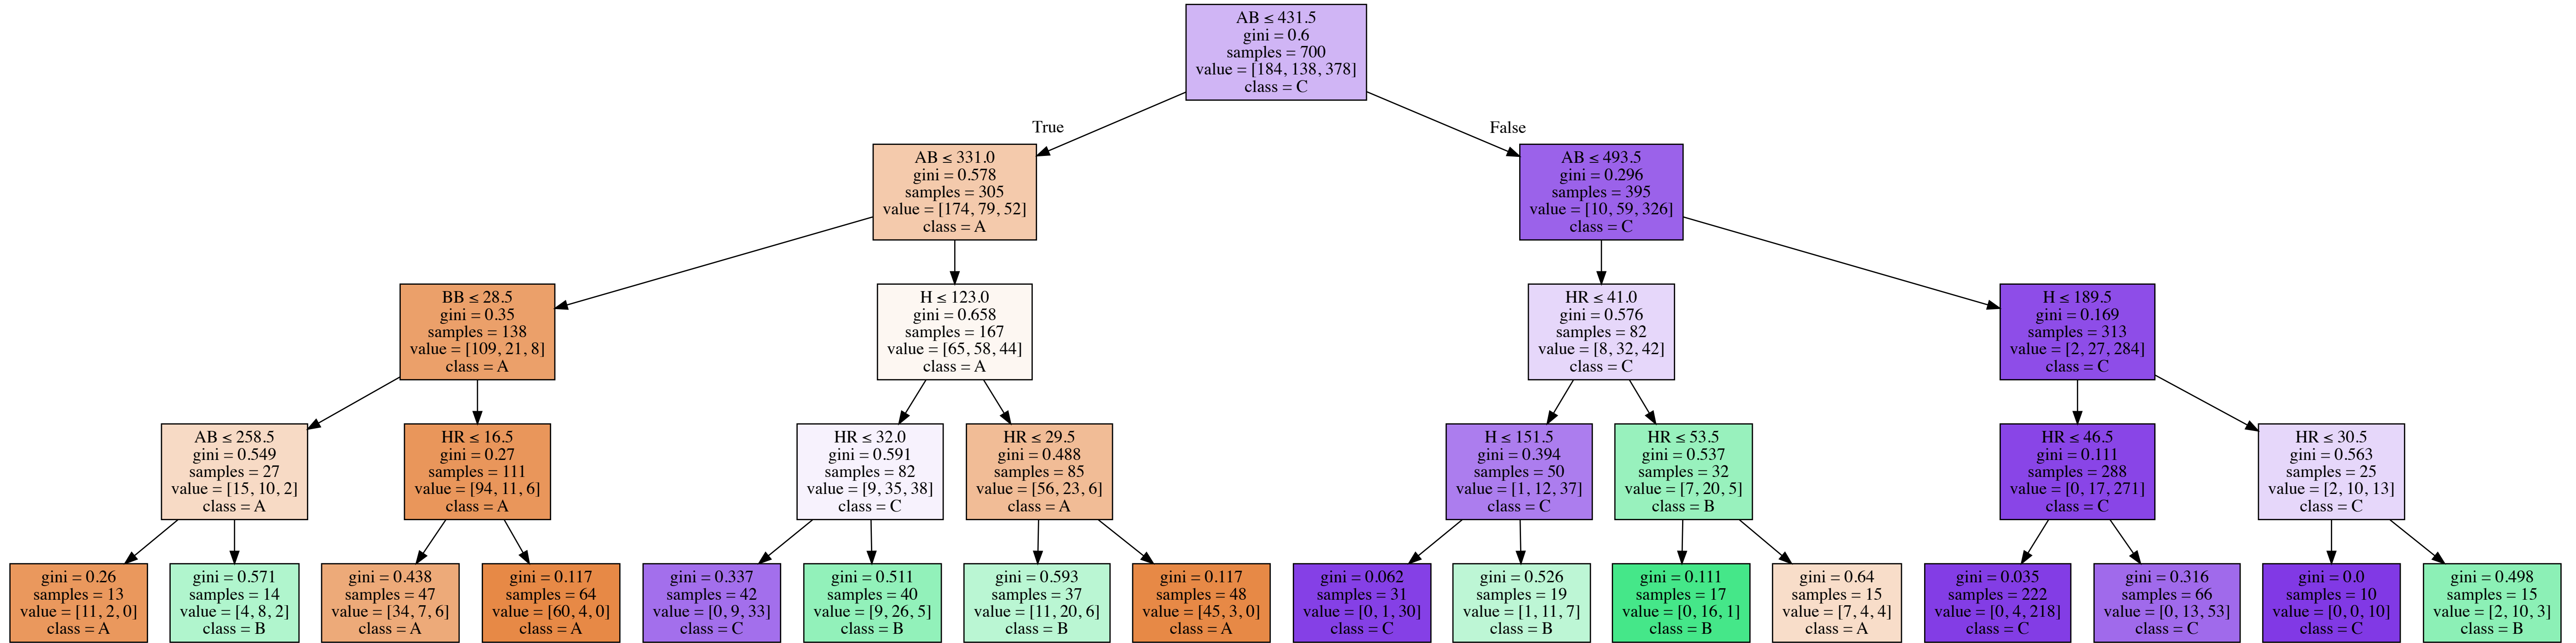 AB ≤ 431.5
gini = 0.6
samples = 700
value = [184, 138, 378]
class = C
True
False
AB ≤ 331.0
gini = 0.578
samples = 305
value = [174, 79, 52]
class = A
AB ≤ 493.5
gini = 0.296
samples = 395
value = [10, 59, 326]
class = C
BB ≤ 28.5
gini = 0.35
samples = 138
value = [109, 21, 8]
class = A
H ≤ 123.0
gini = 0.658
samples = 167
value = [65, 58, 44]
class = A
HR ≤ 41.0
gini = 0.576
samples = 82
value = [8, 32, 42]
class = C
H ≤ 189.5
gini = 0.169
samples = 313
value = [2, 27, 284]
class = C
AB ≤ 258.5
gini = 0.549
samples = 27
value = [15, 10, 2]
class = A
HR ≤ 16.5
gini = 0.27
samples = 111
value = [94, 11, 6]
class = A
HR ≤ 32.0
gini = 0.591
samples = 82
value = [9, 35, 38]
class = C
HR ≤ 29.5
gini = 0.488
samples = 85
value = [56, 23, 6]
class = A
H ≤ 151.5
gini = 0.394
samples = 50
value = [1, 12, 37]
class = C
HR ≤ 53.5
gini = 0.537
samples = 32
value = [7, 20, 5]
class = B
HR ≤ 46.5
gini = 0.111
samples = 288
value = [0, 17, 271]
class = C
HR ≤ 30.5
gini = 0.563
samples = 25
value = [2, 10, 13]
class = C
gini = 0.26
samples = 13
value = [11, 2, 0]
class = A
gini = 0.571
samples = 14
value = [4, 8, 2]
class = B
gini = 0.438
samples = 47
value = [34, 7, 6]
class = A
gini = 0.117
samples = 64
value = [60, 4, 0]
class = A
gini = 0.337
samples = 42
value = [0, 9, 33]
class = C
gini = 0.511
samples = 40
value = [9, 26, 5]
class = B
gini = 0.593
samples = 37
value = [11, 20, 6]
class = B
gini = 0.117
samples = 48
value = [45, 3, 0]
class = A
gini = 0.062
samples = 31
value = [0, 1, 30]
class = C
gini = 0.526
samples = 19
value = [1, 11, 7]
class = B
gini = 0.111
samples = 17
value = [0, 16, 1]
class = B
gini = 0.64
samples = 15
value = [7, 4, 4]
class = A
gini = 0.035
samples = 222
value = [0, 4, 218]
class = C
gini = 0.316
samples = 66
value = [0, 13, 53]
class = C
gini = 0.0
samples = 10
value = [0, 0, 10]
class = C
gini = 0.498
samples = 15
value = [2, 10, 3]
class = B